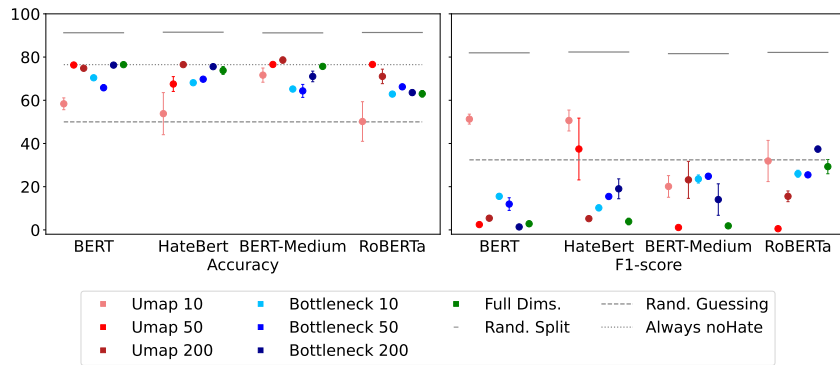 100
80
60
40
20
0
BERT HateBert BERT-Medium RoBERTa
Accuracy
BERT HateBert BERT-Medium RoBERTa
F1-score
Umap 10 Bottleneck 10 Full Dims. Rand. Guessing
Umap 50 Bottleneck 50 Rand. Split Always noHate
Umap 200 Bottleneck 200